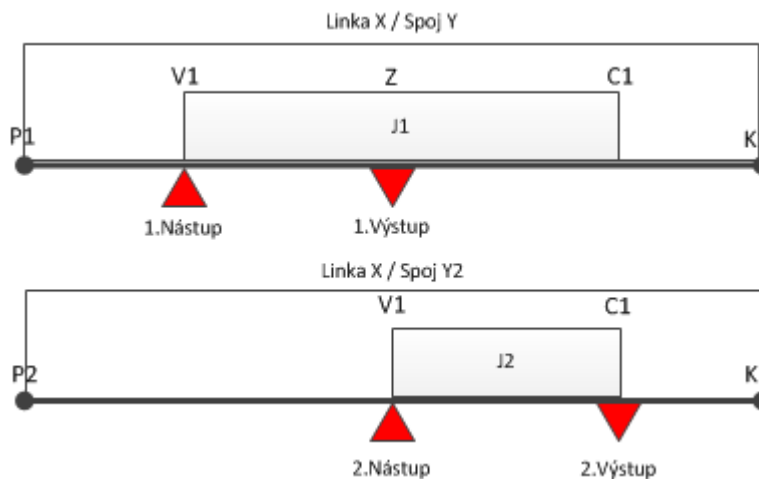 Linka X / Spoj Y
V1 Z C1
P1 J1 K
1.Nástup 1.Výstup
Linka X / Spoj Y2
V1 C1
J2
P2 K
2.Nástup 2.Výstup